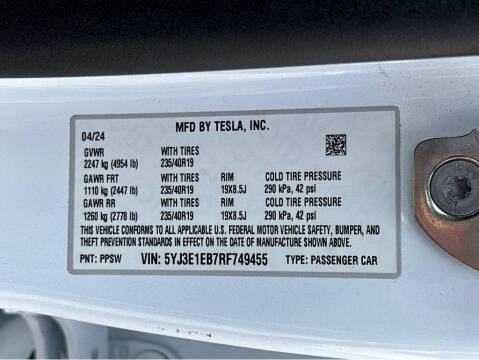 MFD BY TESLA, INC.
04/24
GVWR WITH TIRES
2247 kg (4954 lb) 235/40R19
GAWR FRT WITH TIRES RIM COLD TIRE PRESSURE
1110 kg (2447 lb) 235/40R19 19X8.5J 290 kPa, 42 psi
GAWR RR WITH TIRES RIM COLD TIRE PRESSURE
1260 kg (2778 lb) 235/40R19 19X8.5J 290 kPa, 42 psi
THIS VEHICLE CONFORMS TO ALL APPLICABLE U.S. FEDERAL MOTOR VEHICLE SAFETY, BUMPER, AND
THEFT PREVENTION STANDARDS IN EFFECT ON THE DATE OF MANUFACTURE SHOWN ABOVE.
PNT: PPSW VIN: 5YJ3E1EB7RF749455 TYPE: PASSENGER CAR